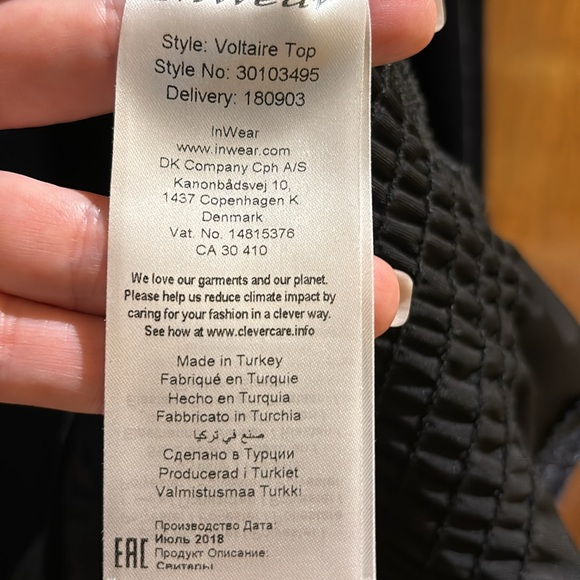 InWear
Style: Voltaire Top
Style No: 30103495
Delivery: 180903
InWear
www.inwear.com
DK Company Cph A/S
Kanonbådsvej 10,
1437 Copenhagen K
Denmark
Vat. No. 14815376
CA 30 410
We love our garments and our planet.
Please help us reduce climate impact by
caring for your fashion in a clever way.
See how at www.clevercare.info
Made in Turkey
Fabriqué en Turquie
Hecho en Turquia
Fabbricato in Turchia
صنع في تركيا
Сделано в Турции
Producerad i Turkiet
Valmistusmaa Turkki
Производство Дата:
Июль 2018
EAC Продукт Описание:
Свитеры